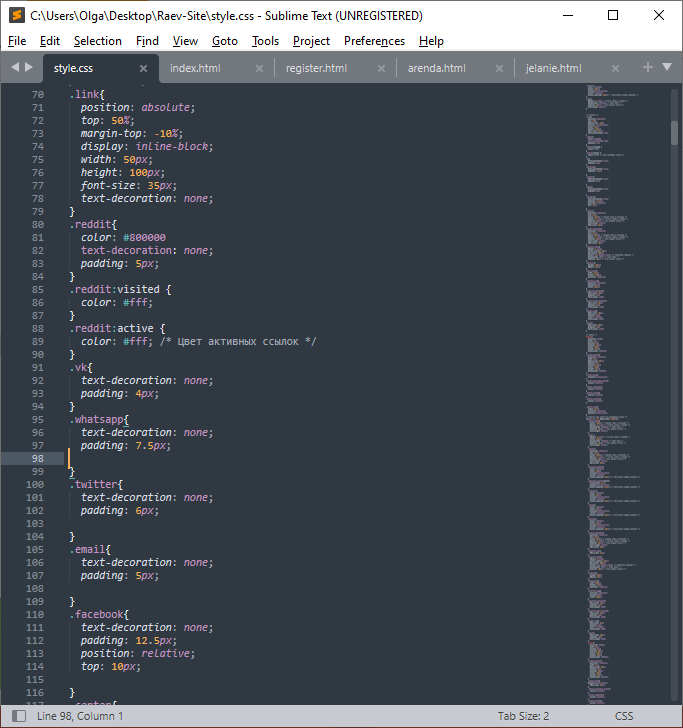 C:\Users\Olga\Desktop\Raev-Site\style.css - Sublime Text (UNREGISTERED)
File Edit Selection Find View Goto Tools Project Preferences Help
style.css index.html register.html arenda.html jelanie.html
70 .link{
71 position: absolute;
72 top: 50%;
73 margin-top: -10%;
74 display: inline-block;
75 width: 50px;
76 height: 100px;
77 font-size: 35px;
78 text-decoration: none;
79 }
80 .reddit{
81 color: #800000
82 text-decoration: none;
83 padding: 5px;
84 }
85 .reddit:visited {
86 color: #fff;
87 }
88 .reddit:active {
89 color: #fff; /* Цвет активных ссылок */
90 }
91 .vk{
92 text-decoration: none;
93 padding: 4px;
94 }
95 .whatsapp{
96 text-decoration: none;
97 padding: 7.5px;
98
99 }
100 .twitter{
101 text-decoration: none;
102 padding: 6px;
103
104 }
105 .email{
106 text-decoration: none;
107 padding: 5px;
108
109 }
110 .facebook{
111 text-decoration: none;
112 padding: 12.5px;
113 position: relative;
114 top: 10px;
115
116 }
Line 98, Column 1 Tab Size: 2 CSS